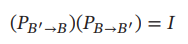 (P_{B'→B})(P_{B→B'}) = I